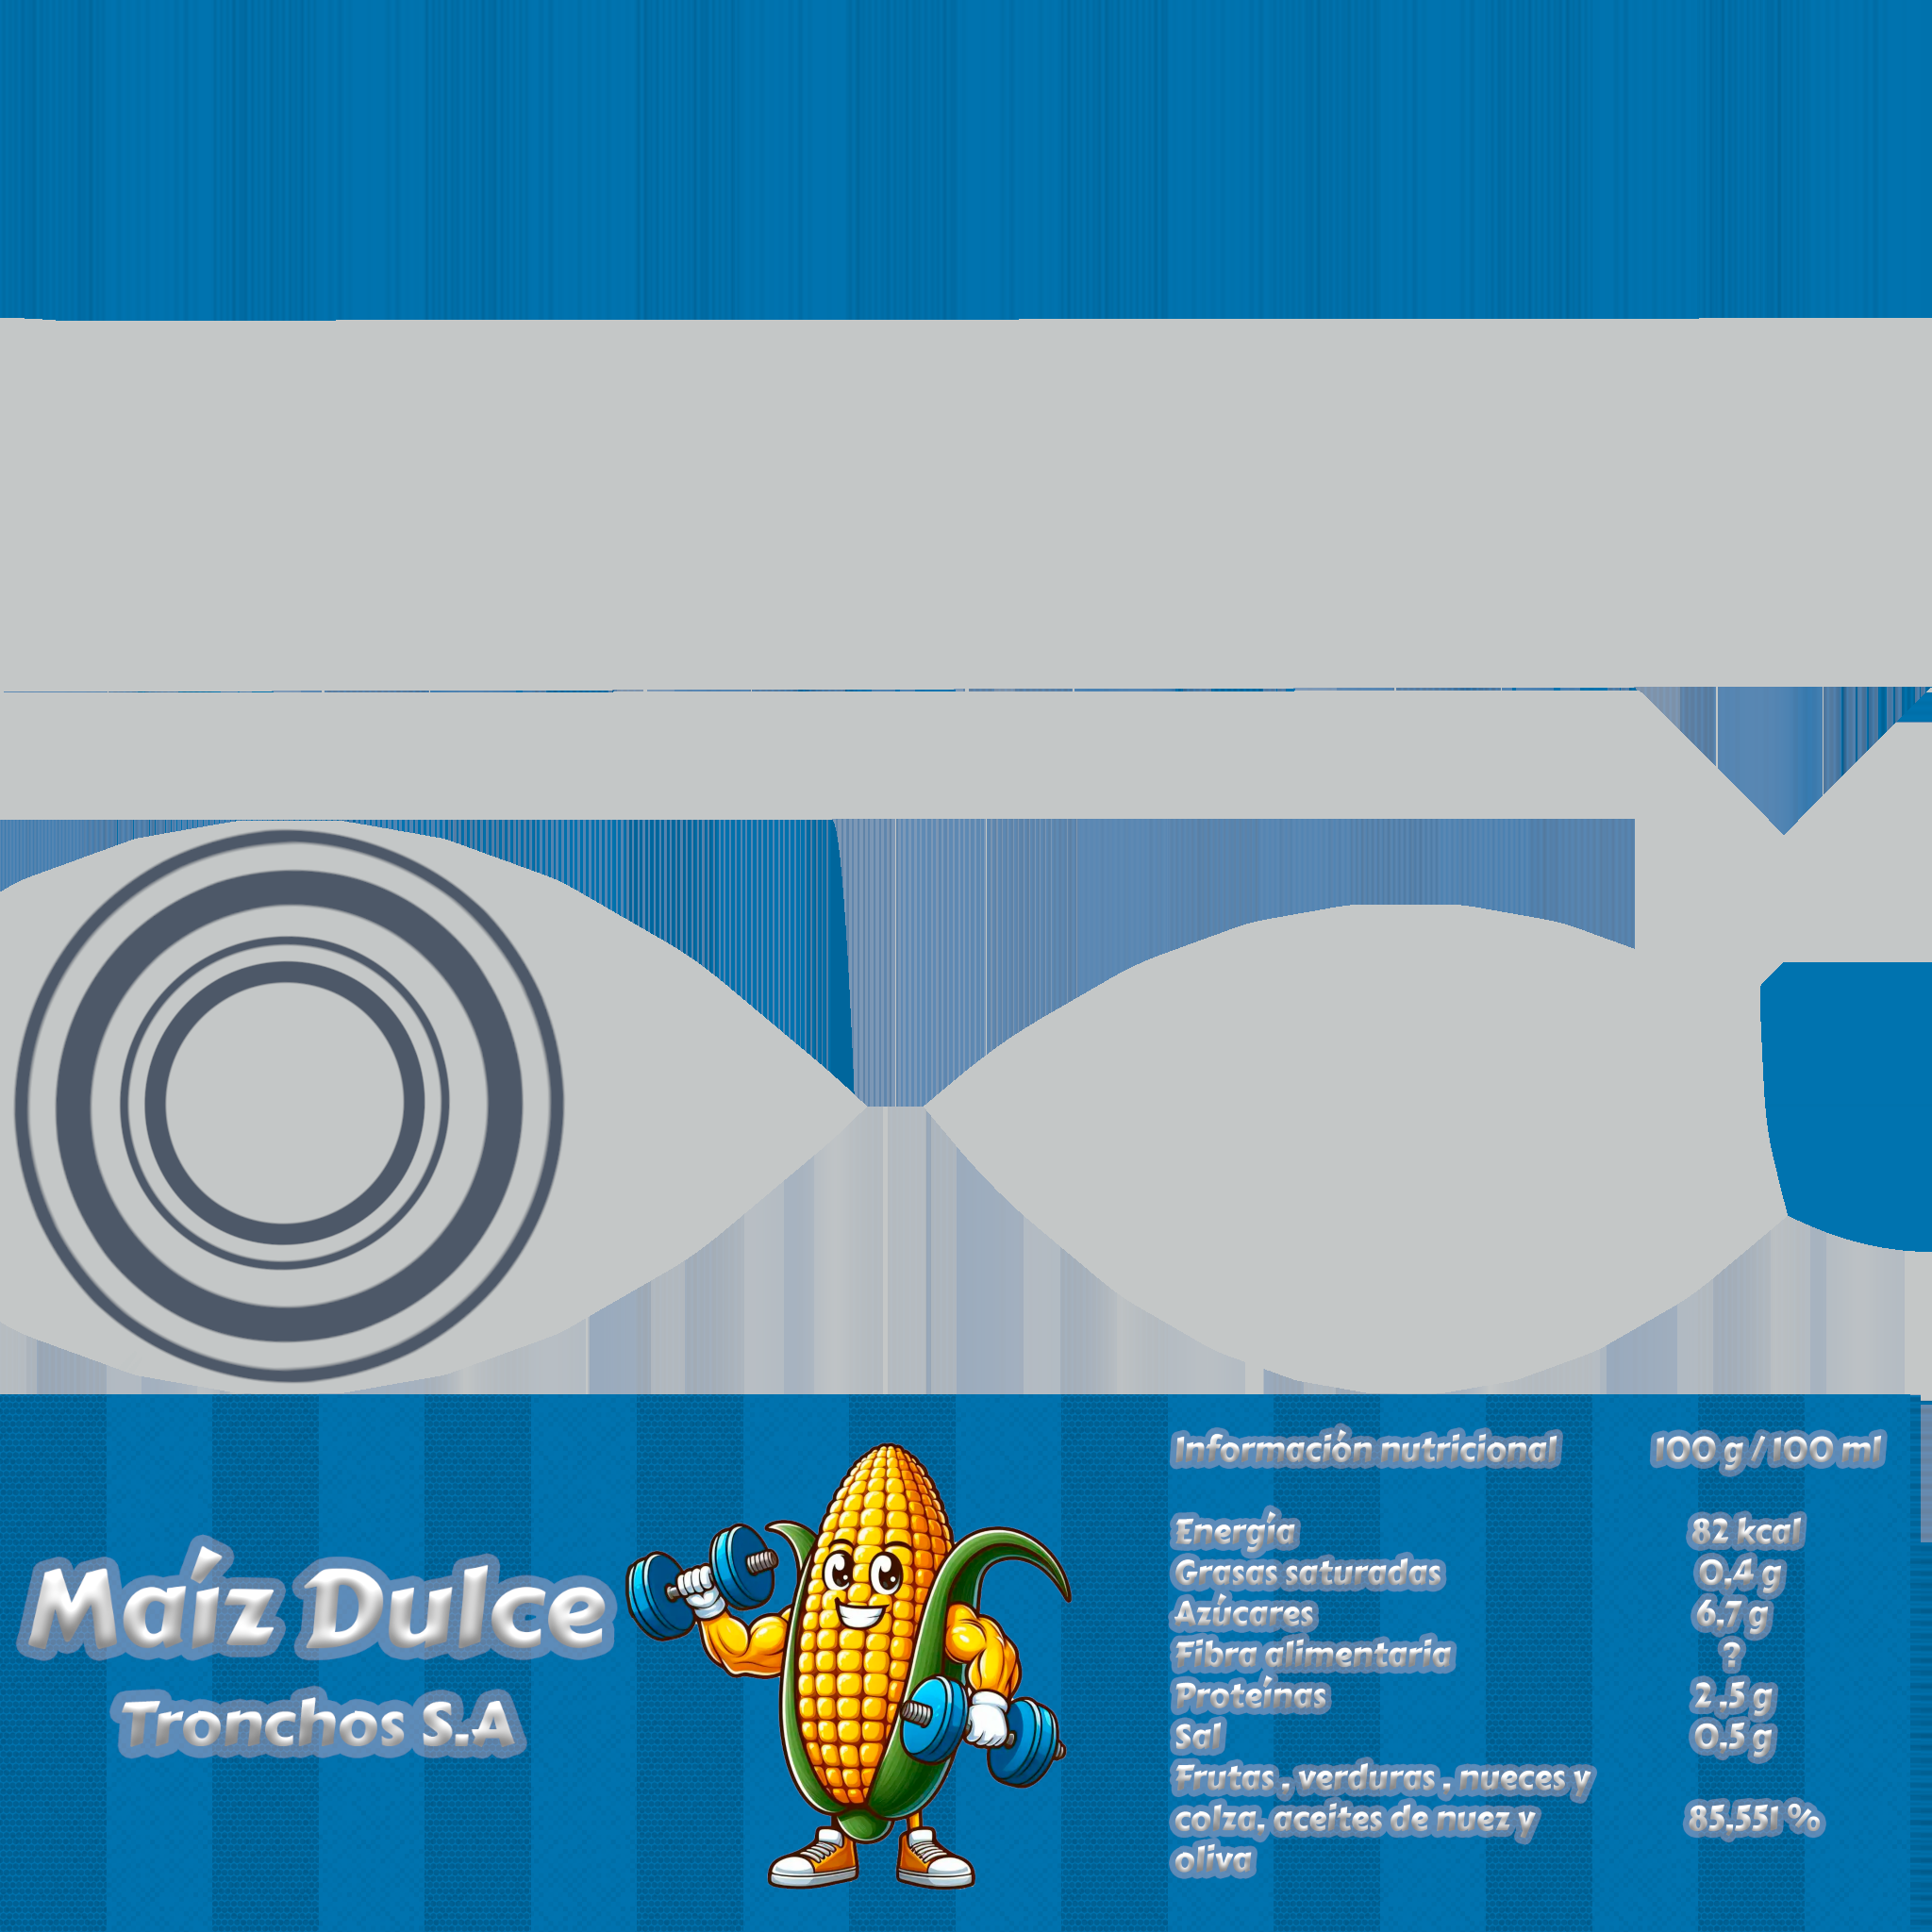 Maíz Dulce
Tronchos S.A
Información nutricional 100 g / 100 ml
Energía 82 kcal
Grasas saturadas 0,4 g
Azúcares 6,7 g
Fibra alimentaria ?
Proteínas 2,5 g
Sal 0,5 g
Frutas , verduras , nueces y
colza, aceites de nuez y 85,551 %
oliva